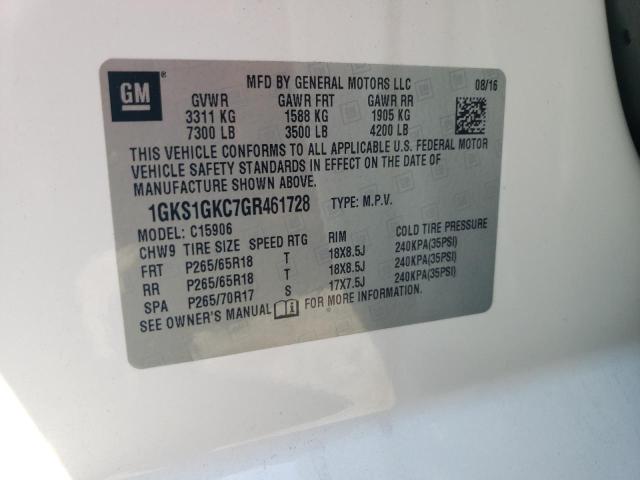 GM ®
MFD BY GENERAL MOTORS LLC 08/16
GVWR GAWR FRT GAWR RR
3311 KG 1588 KG 1905 KG
7300 LB 3500 LB 4200 LB
THIS VEHICLE CONFORMS TO ALL APPLICABLE U.S. FEDERAL MOTOR
VEHICLE SAFETY STANDARDS IN EFFECT ON THE DATE OF
MANUFACTURE SHOWN ABOVE.
1GKS1GKC7GR461728 TYPE: M.P.V.
MODEL: C15906
CHW9 TIRE SIZE SPEED RTG RIM COLD TIRE PRESSURE
FRT P265/65R18 T 18X8.5J 240KPA(35PSI)
RR P265/65R18 T 18X8.5J 240KPA(35PSI)
SPA P265/70R17 S 17X7.5J 240KPA(35PSI)
SEE OWNER'S MANUAL FOR MORE INFORMATION.